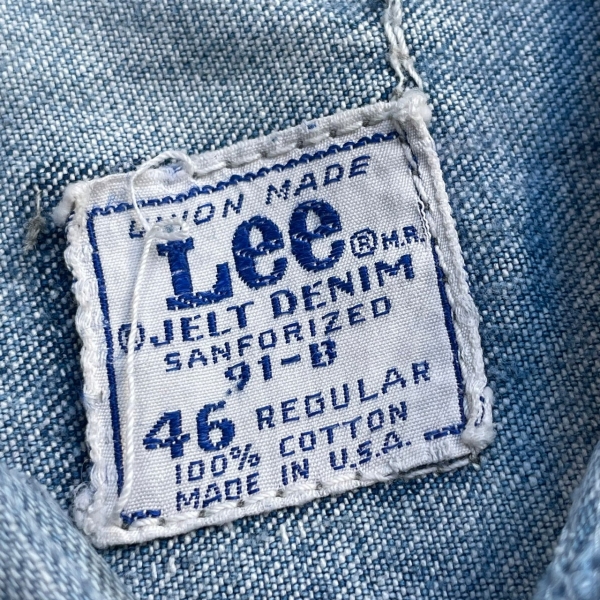 UNION MADE
Lee ® M.R.
® JELT DENIM
SANFORIZED
91-B
46 REGULAR
100% COTTON
MADE IN U.S.A.